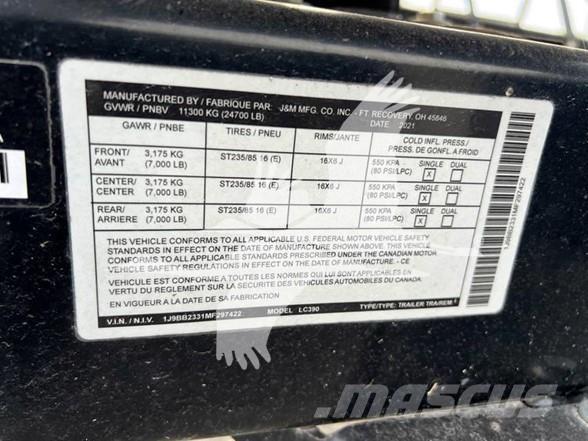 MANUFACTURED BY / FABRIQUE PAR: J&M MFG. CO. INC. - FT. RECOVERY, OH 45846
GVWR / PNBV 11300 KG (24700 LB) DATE: 2021
GAWR / PNBE TIRES / PNEU RIMS/JANTE COLD INFL. PRESS./ PRESS. DE GONFL. A FROID
FRONT/ AVANT 3,175 KG (7,000 LB) ST235/85 16 (E) 16X6 J 550 KPA (80 PSI/LPC) SINGLE X DUAL
CENTER/ CENTER 3,175 KG (7,000 LB) ST235/85 16 (E) 16X6 J 550 KPA (80 PSI/LPC) SINGLE X DUAL
REAR/ ARRIERE 3,175 KG (7,000 LB) ST235/85 16 (E) 16X6 J 550 KPA (80 PSI/LPC) SINGLE X DUAL
THIS VEHICLE CONFORMS TO ALL APPLICABLE U.S. FEDERAL MOTOR VEHICLE SAFETY
STANDARDS IN EFFECT ON DATE OF MANUFACTURE SHOWN ABOVE. THIS VEHICLE
CONFORMS TO ALL APPLICABLE STANDARDS PRESCRIBED UNDER THE CANADIAN MOTOR
VEHICLE SAFETY REGULATIONS IN EFFECT ON THE DATE OF MANUFACTURE - CE
VEHICULE EST CONFORME A TOUTES LES NORMES QUI LUI SONT APPLICABLES EN
VERTU DU REGLEMENT SUR LA SECURITE DES VEHICULES AUTOMOBILES DU CANADA
EN VIGUEUR A LA DATE DE SA FABRICATION
V.I.N. / N.I.V. 1J9BB2331MF297422 MODEL: LC390 TYPE/TYPE: TRAILER TRA/REM.
1J9BB2331MF297422
MASCUS